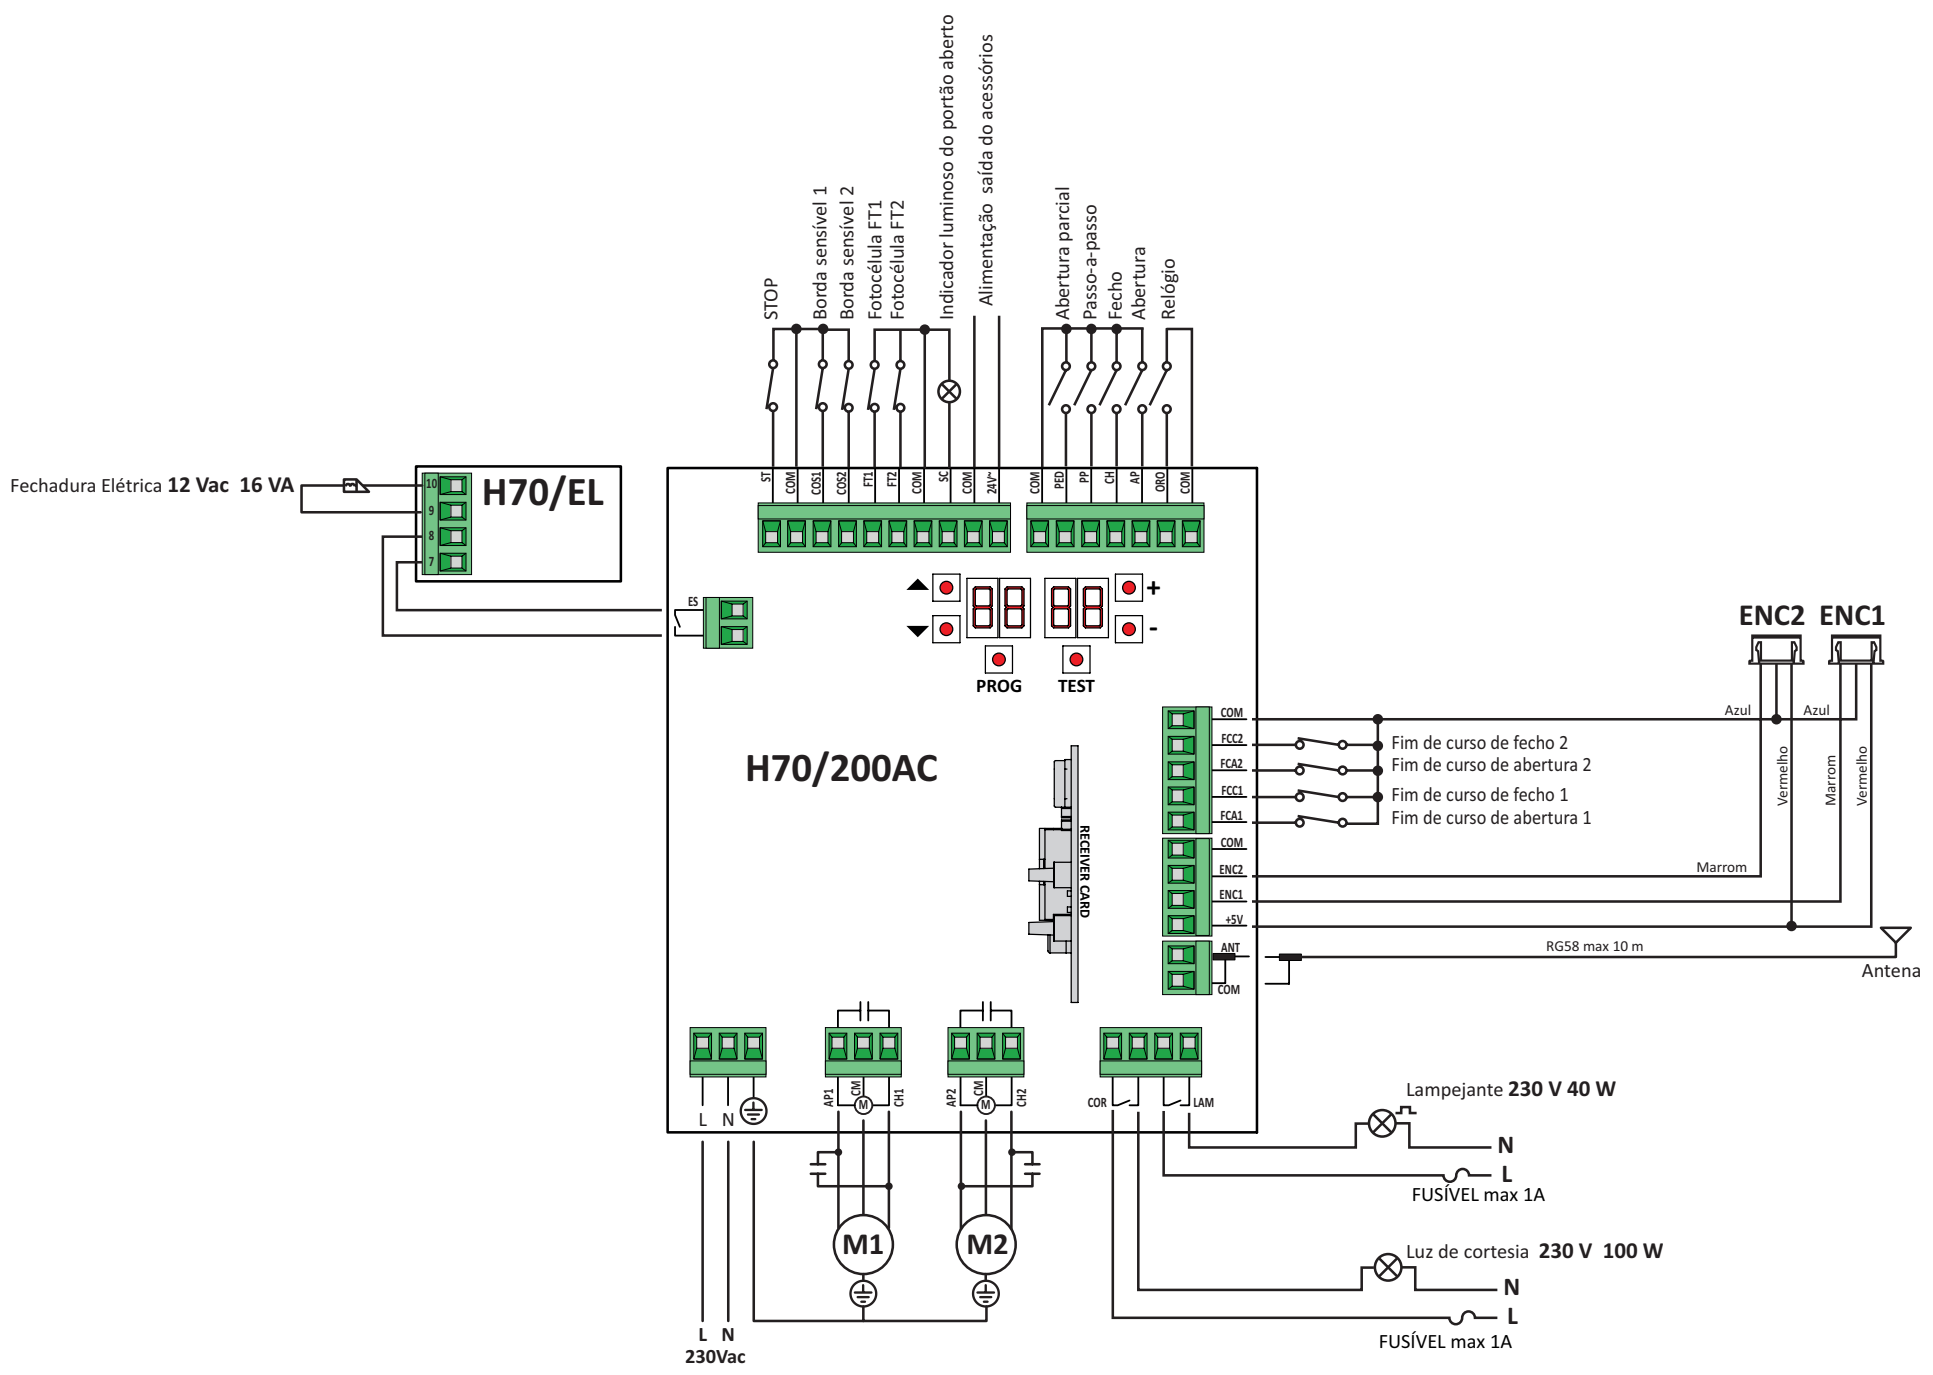 STOP
Borda sensível 1
Borda sensível 2
Fotocélula FT1
Fotocélula FT2
Indicador luminoso do portão aberto
Alimentação saída do acessórios
Abertura parcial
Passo-a-passo
Fecho
Abertura
Relógio
Fechadura Elétrica 12 Vac 16 VA
10
9
8
7
H70/EL
ST
COM
COS1
COS2
FT1
FT2
COM
SC
COM
24V~
COM
PED
PP
CH
AP
ORO
COM
ES
+
-
PROG
TEST
H70/200AC
RECEIVER CARD
ENC2
ENC1
COM
FCC2
FCA2
FCC1
FCA1
COM
ENC2
ENC1
+5V
ANT
COM
Fim de curso de fecho 2
Fim de curso de abertura 2
Fim de curso de fecho 1
Fim de curso de abertura 1
Azul
Azul
Vermelho
Marrom
Vermelho
Marrom
RG58 max 10 m
Antena
L
N
AP1
CM
CH1
M
AP2
CM
CH2
M
COR
LAM
M1
M2
L N
230Vac
Lampejante 230 V 40 W
N
L
FUSÍVEL max 1A
Luz de cortesia 230 V 100 W
N
L
FUSÍVEL max 1A